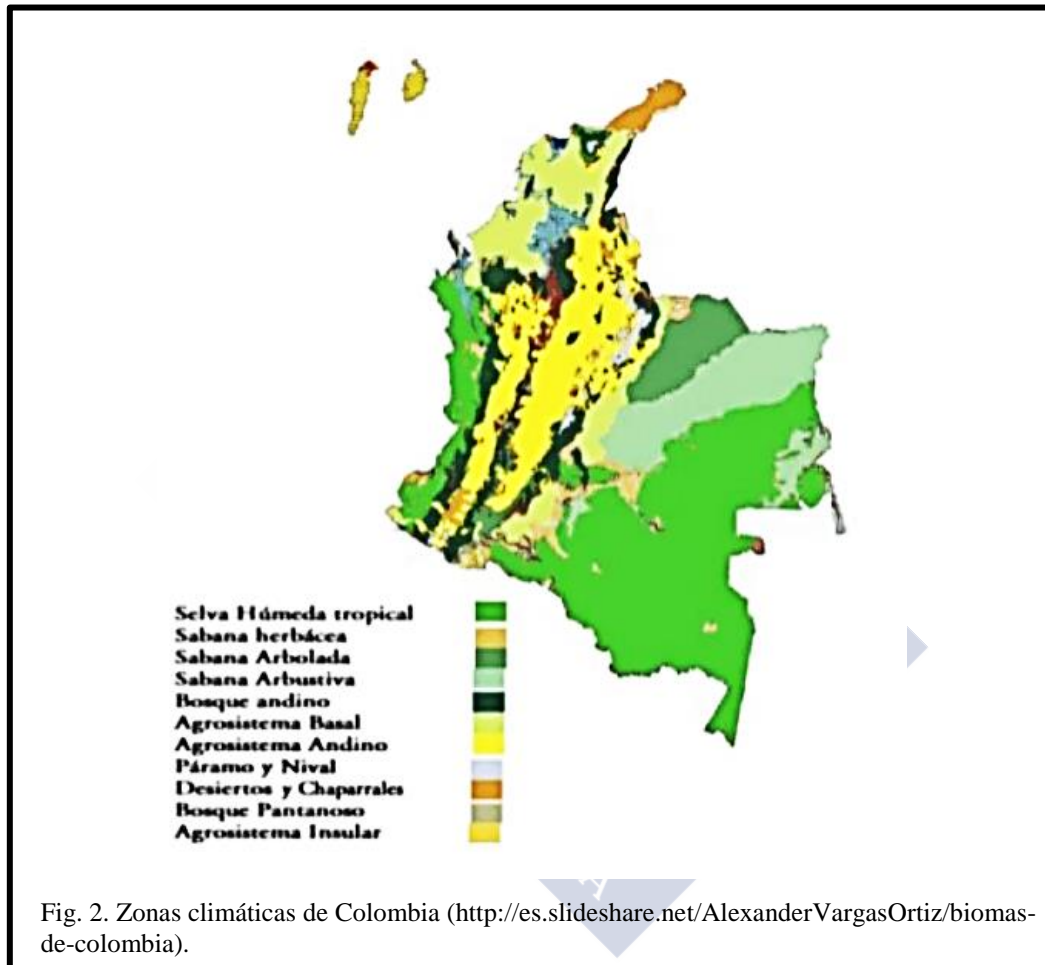 Selva Húmeda tropical
Sabana herbácea
Sabana Arbolada
Sabana Arbustiva
Bosque andino
Agrosistema Basal
Agrosistema Andino
Páramo y Nival
Desiertos y Chaparrales
Bosque Pantanoso
Agrosistema Insular
Fig. 2. Zonas climáticas de Colombia (http://es.slideshare.net/AlexanderVargasOrtiz/biomas-
de-colombia).